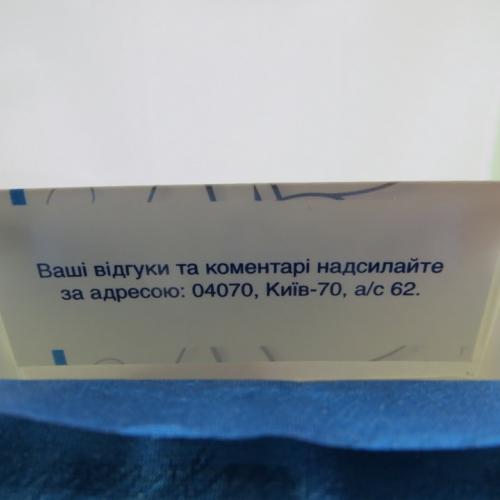 Ваші відгуки та коментарі надсилайте
за адресою: 04070, Київ-70, а/с 62.